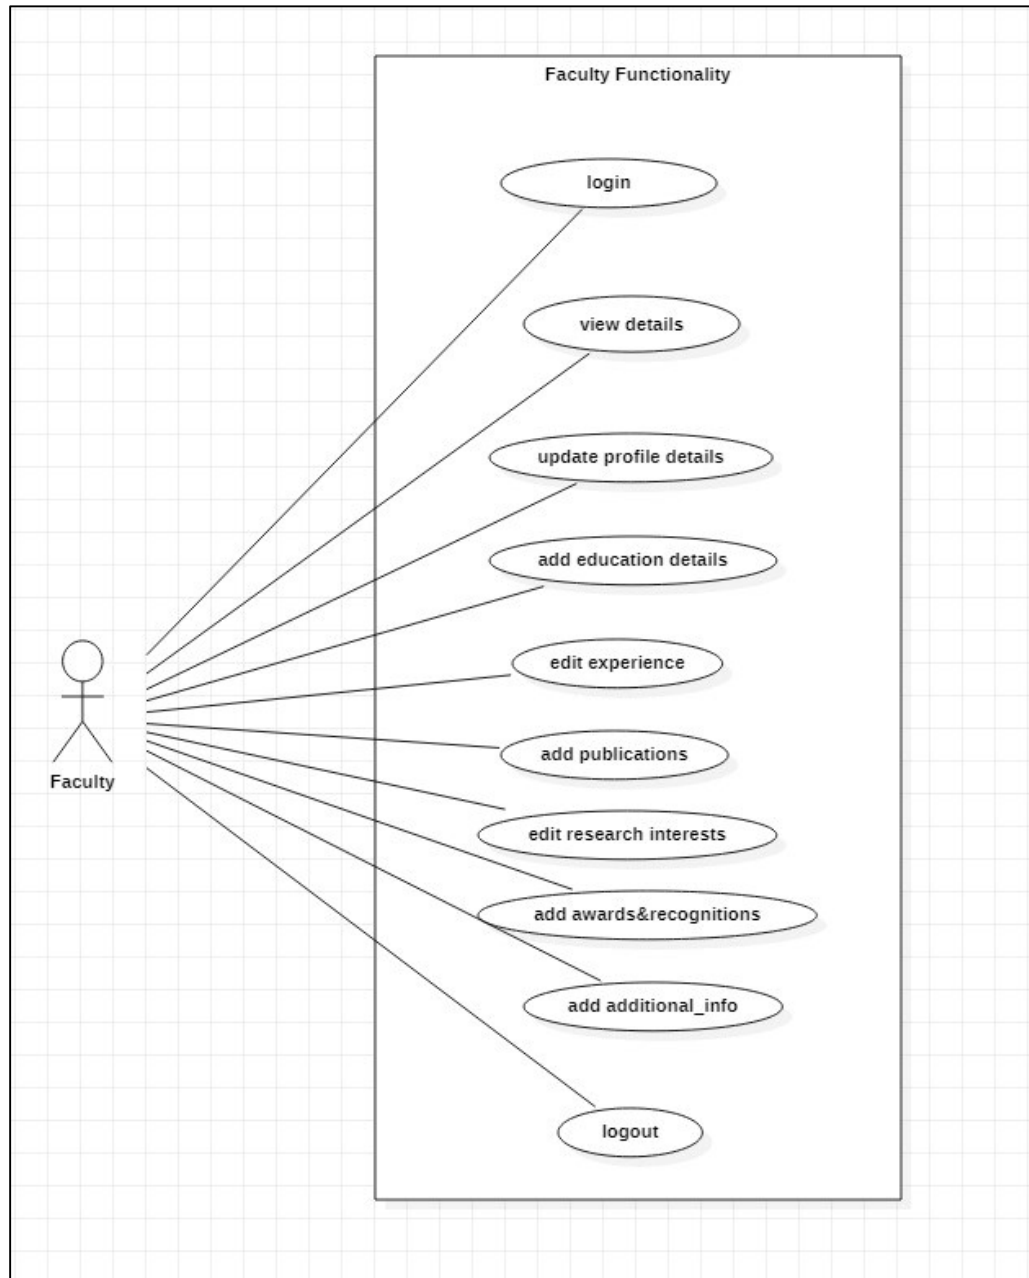 Faculty Functionality
login
view details
update profile details
add education details
edit experience
add publications
Faculty
edit research interests
add awards&recognitions
add additional_info
logout